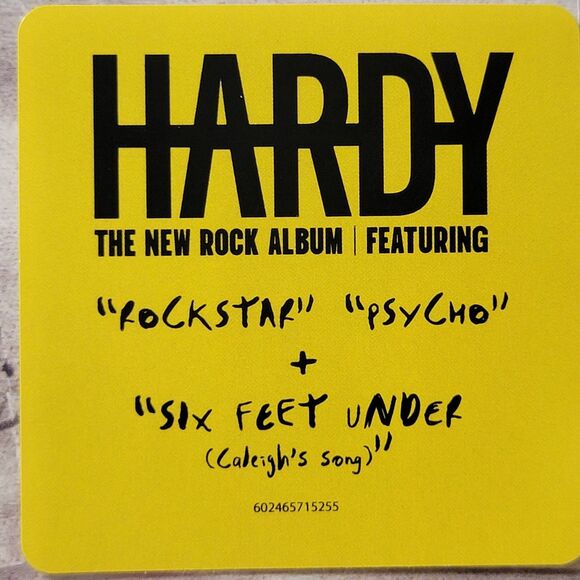 HARDY
THE NEW ROCK ALBUM | FEATURING
"ROCKSTAR" "PSYCHO"
+
"SIX FEET UNDER
(Caleigh's song)"
602465715255